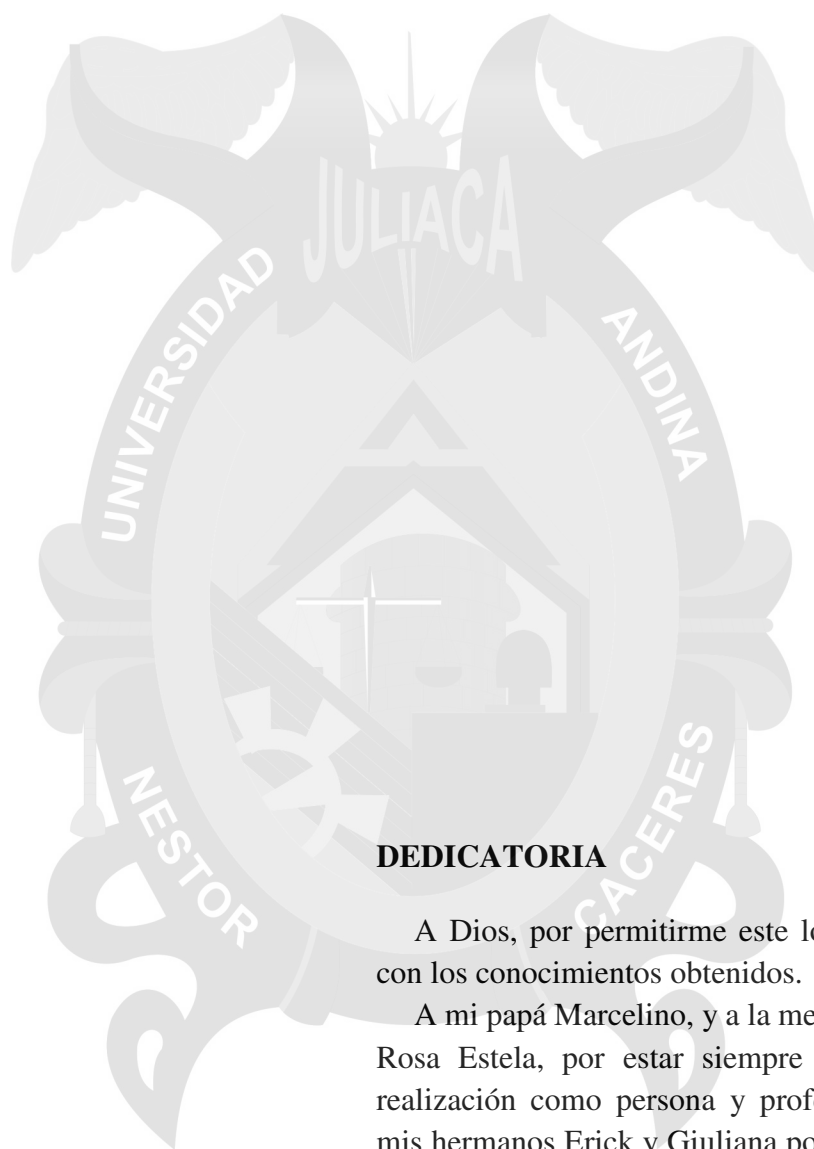 JULIACA
UNIVERSIDAD
ANDINA
NESTOR
CACERES
DEDICATORIA
A Dios, por permitirme este
con los conocimientos obtenidos.
A mi papá Marcelino, y a la
Rosa Estela, por estar siempre
realización como persona y
mis hermanos Erick y Giuliana